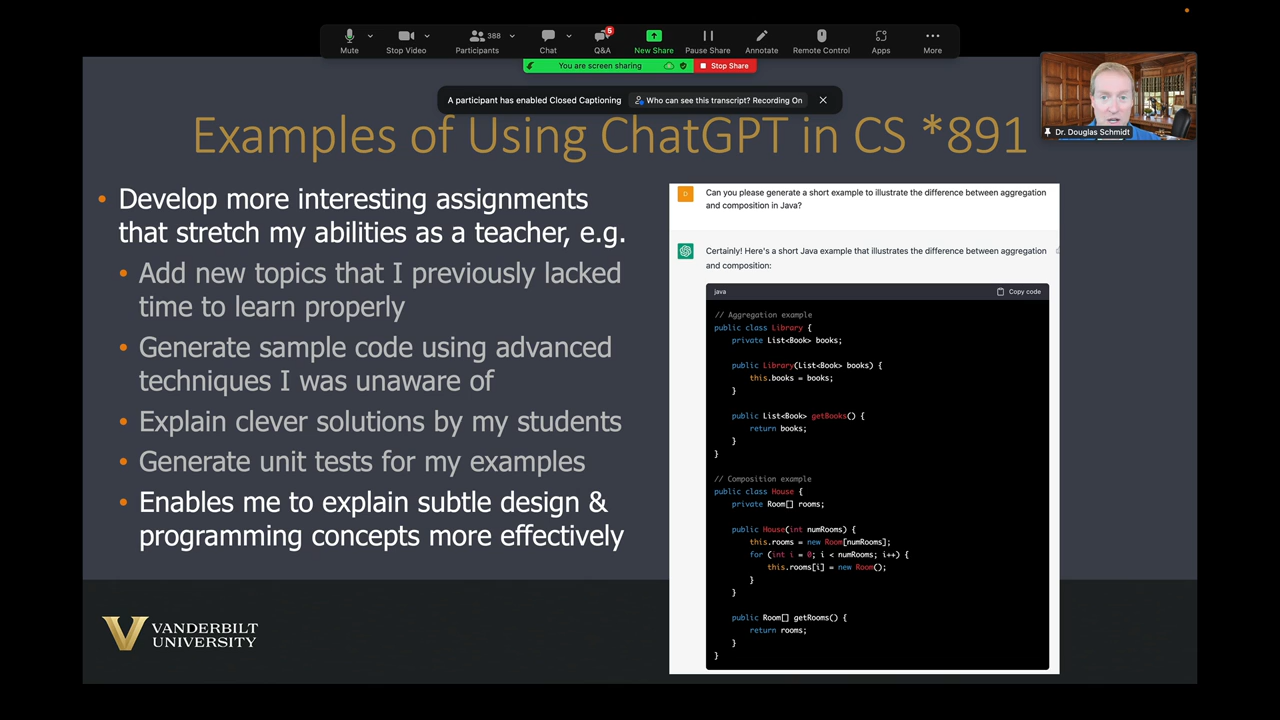 Mute
Stop Video
388
Participants
Chat
5
Q&A
New Share
Pause Share
Annotate
Remote Control
Apps
More
You are screen sharing
Stop Share
A participant has enabled Closed Captioning
Who can see this transcript? Recording On
Dr. Douglas Schmidt
Examples of Using ChatGPT in CS *891
• Develop more interesting assignments
that stretch my abilities as a teacher, e.g.
• Add new topics that I previously lacked
time to learn properly
• Generate sample code using advanced
techniques I was unaware of
• Explain clever solutions by my students
• Generate unit tests for my examples
• Enables me to explain subtle design &
programming concepts more effectively
VANDERBILT
UNIVERSITY
Can you please generate a short example to illustrate the difference between aggregation
and composition in Java?
Certainly! Here's a short Java example that illustrates the difference between aggregation
and composition:
java
Copy code
// Aggregation example
public class Library {
private List<Book> books;
public Library(List<Book> books) {
this.books = books;
}
public List<Book> getBooks() {
return books;
}
}
// Composition example
public class House {
private Room[] rooms;
public House(int numRooms) {
this.rooms = new Room[numRooms];
for (int i = 0; i < numRooms; i++) {
this.rooms[i] = new Room();
}
}
public Room[] getRooms() {
return rooms;
}
}